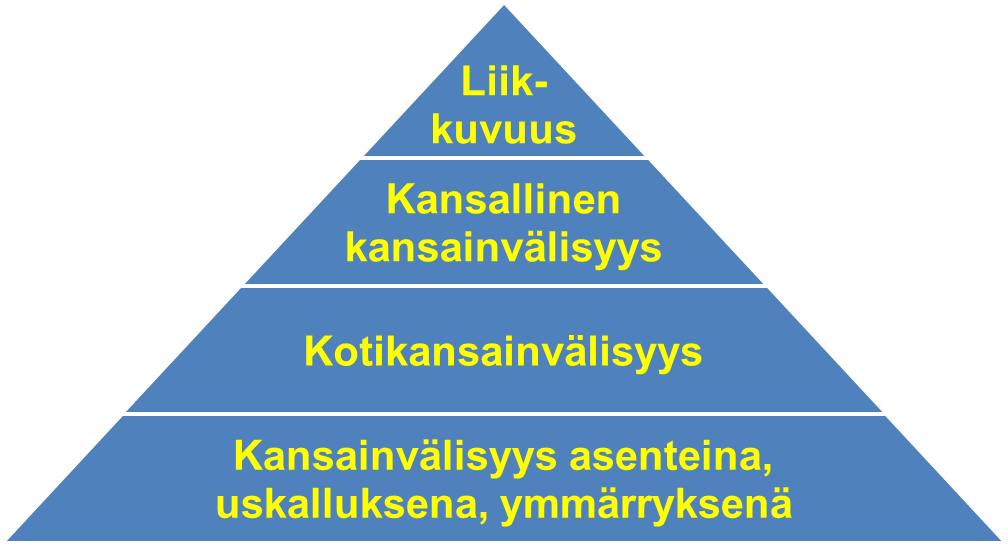 Liik-
kuvuus
Kansallinen
kansainvälisyys
Kotikansainvälisyys
Kansainvälisyys asenteina,
uskalluksena, ymmärryksenä